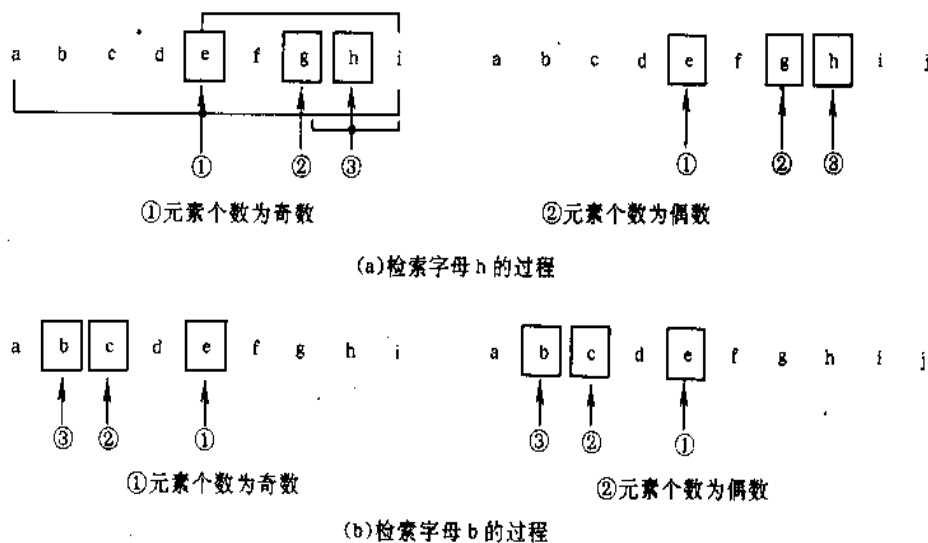 a b c d e f g h i
① ② ③
①元素个数为奇数
a b c d e f g h i j
① ② ③
②元素个数为偶数
(a)检索字母h的过程
a b c d e f g h i
③ ② ①
①元素个数为奇数
a b c d e f g h i j
③ ② ①
②元素个数为偶数
(b)检索字母b的过程